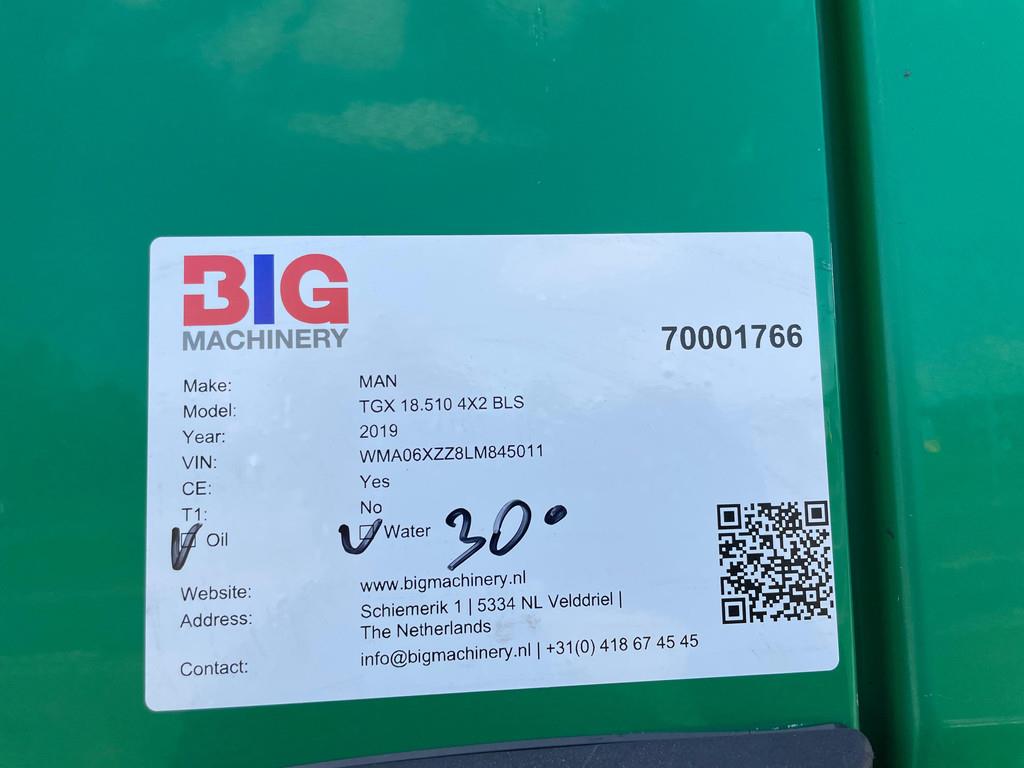 BIG
MACHINERY
70001766
Make: MAN
Model: TGX 18.510 4X2 BLS
Year: 2019
VIN: WMA06XZZ8LM845011
CE: Yes
T1: No
Oil Water 30°
Website: www.bigmachinery.nl
Address: Schiemerik 1 | 5334 NL Velddriel |
The Netherlands
Contact: info@bigmachinery.nl | +31(0) 418 67 45 45